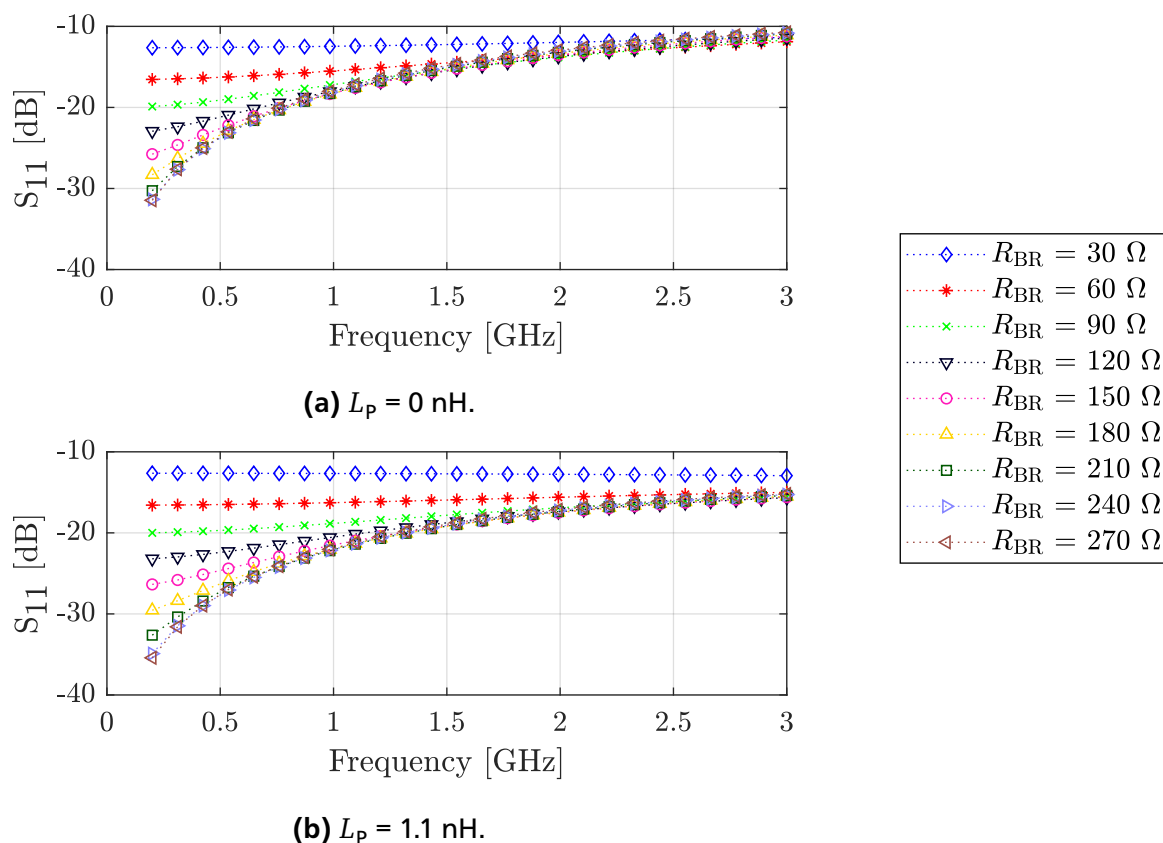 -10
-20
-30
-40
S11 [dB]
0 0.5 1 1.5 2 2.5 3
Frequency [GHz]
(a) LP = 0 nH.
-10
-20
-30
-40
S11 [dB]
0 0.5 1 1.5 2 2.5 3
Frequency [GHz]
(b) LP = 1.1 nH.
RBR = 30 Ω
RBR = 60 Ω
RBR = 90 Ω
RBR = 120 Ω
RBR = 150 Ω
RBR = 180 Ω
RBR = 210 Ω
RBR = 240 Ω
RBR = 270 Ω